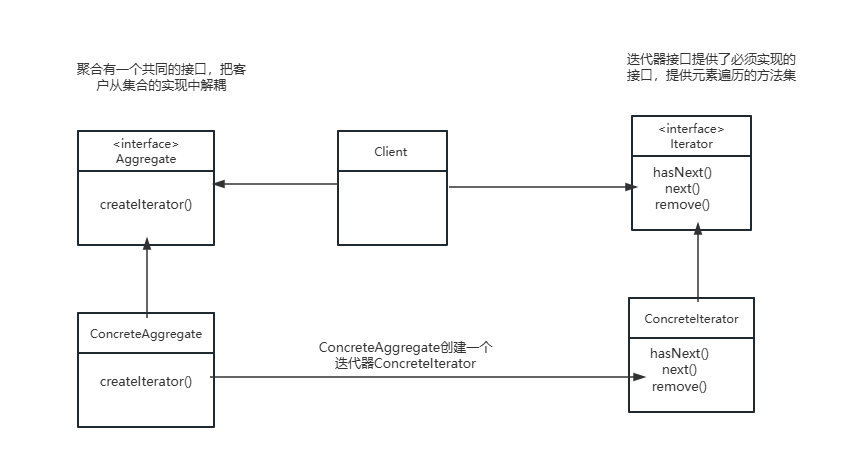 聚合有一个共同的接口，把客
户从集合的实现中解耦
迭代器接口提供了必须实现的
接口，提供元素遍历的方法集
<interface>
Aggregate
createIterator()
Client
<interface>
Iterator
hasNext()
next()
remove()
ConcreteAggregate
createIterator()
ConcreteAggregate创建一个
迭代器ConcreteIterator
ConcreteIterator
hasNext()
next()
remove()